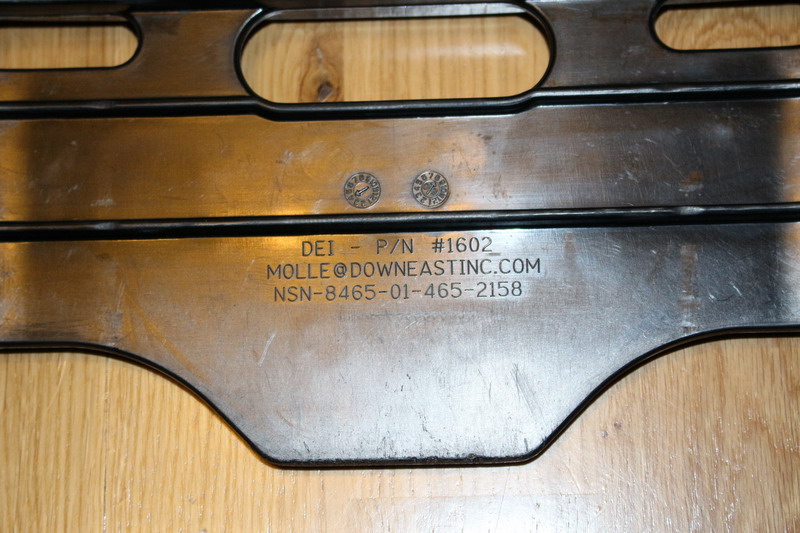 DEI - P/N #1602
MOLLE@DOWNEASTINC.COM
NSN-8465-01-465-2158